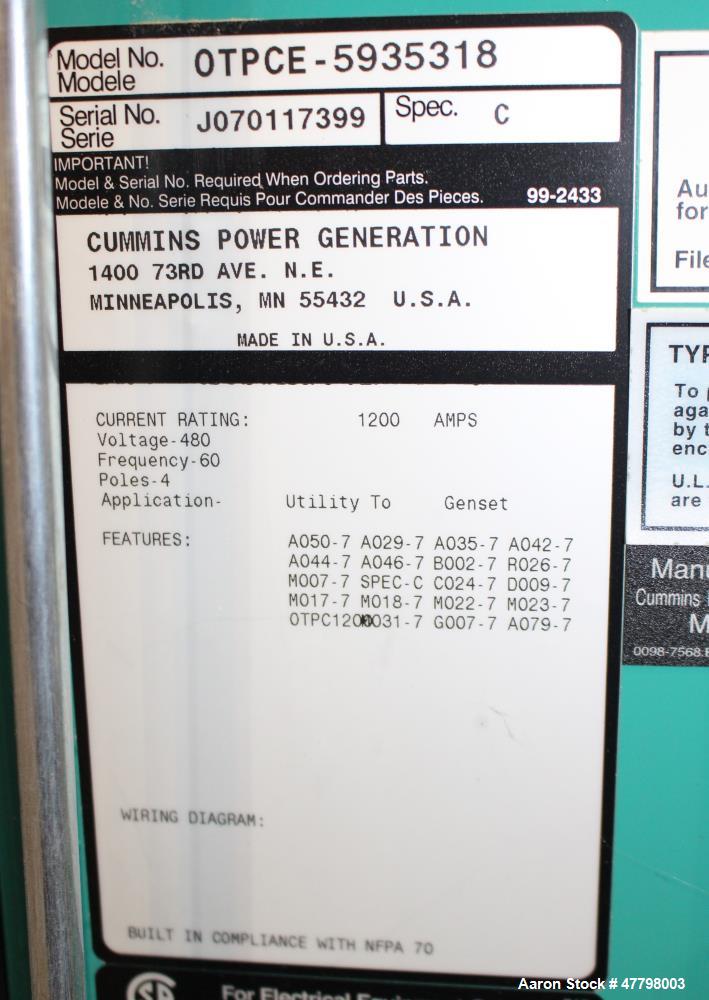 Model No. OTPCE-5935318
Modele
Serial No. J070117399 Spec. C
Serie
IMPORTANT!
Model & Serial No. Required When Ordering Parts.
Modele & No. Serie Requis Pour Commander Des Pieces. 99-2433
CUMMINS POWER GENERATION
1400 73RD AVE. N.E.
MINNEAPOLIS, MN 55432 U.S.A.
MADE IN U.S.A.
CURRENT RATING: 1200 AMPS
Voltage-480
Frequency-60
Poles-4
Application- Utility To Genset
FEATURES: A050-7 A029-7 A035-7 A042-7
A044-7 A046-7 B002-7 R026-7
M007-7 SPEC-C C024-7 D009-7
M017-7 M018-7 M022-7 M023-7
G007-7 A079-7
WIRING DIAGRAM:
BUILT IN COMPLIANCE WITH NFPA 70
For Electrical
for
File
To
by
U.L.
are
Cummins
0098-7568
Aaron Stock # 47798003